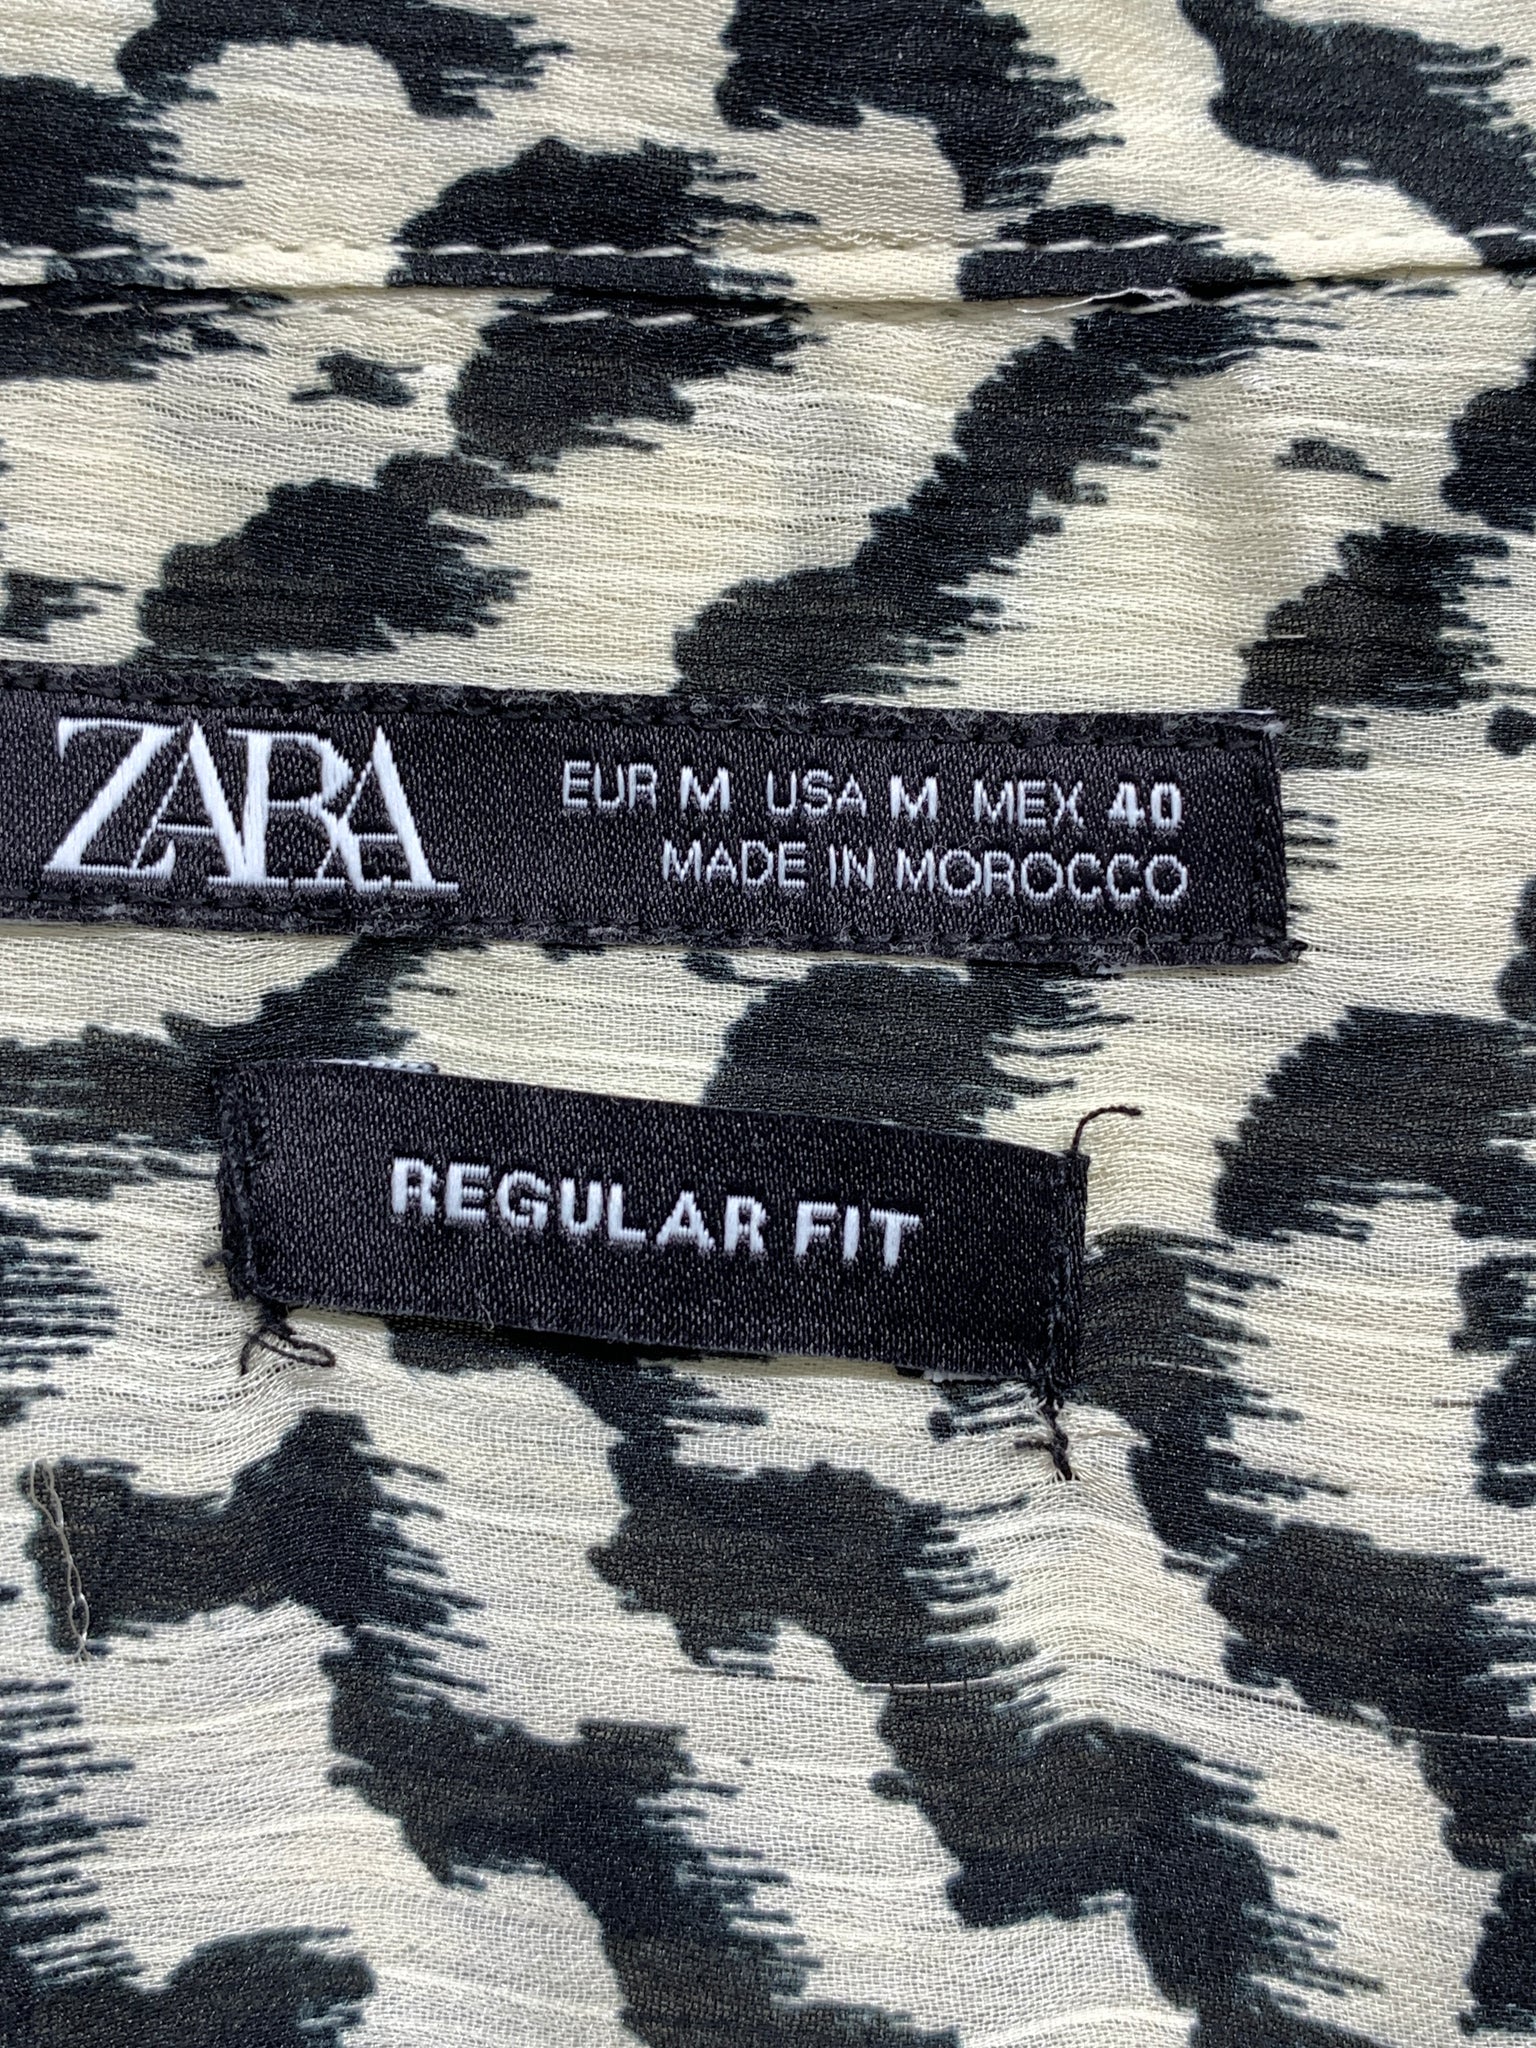 ZARA
EUR M USA M MEX 40
MADE IN MOROCCO
REGULAR FIT